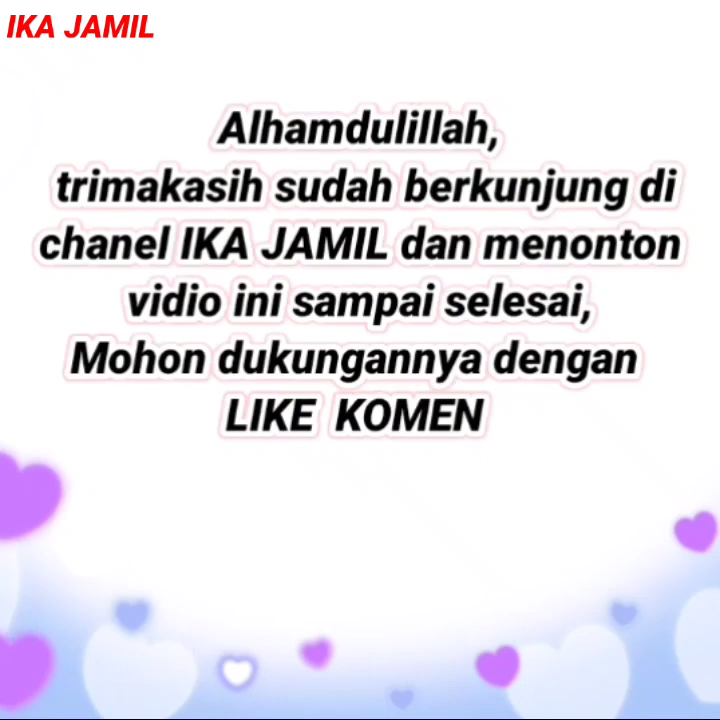 IKA JAMIL
Alhamdulillah,
trimakasih sudah berkunjung di
chanel IKA JAMIL dan menonton
vidio ini sampai selesai,
Mohon dukungannya dengan
LIKE KOMEN